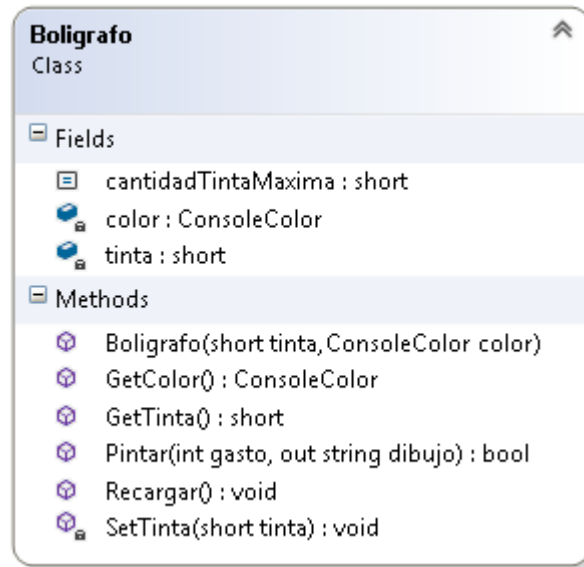 Boligrafo
Class
Fields
cantidadTintaMaxima : short
color : ConsoleColor
tinta : short
Methods
Boligrafo(short tinta, ConsoleColor color)
GetColor() : ConsoleColor
GetTinta() : short
Pintar(int gasto, out string dibujo) : bool
Recargar() : void
SetTinta(short tinta) : void